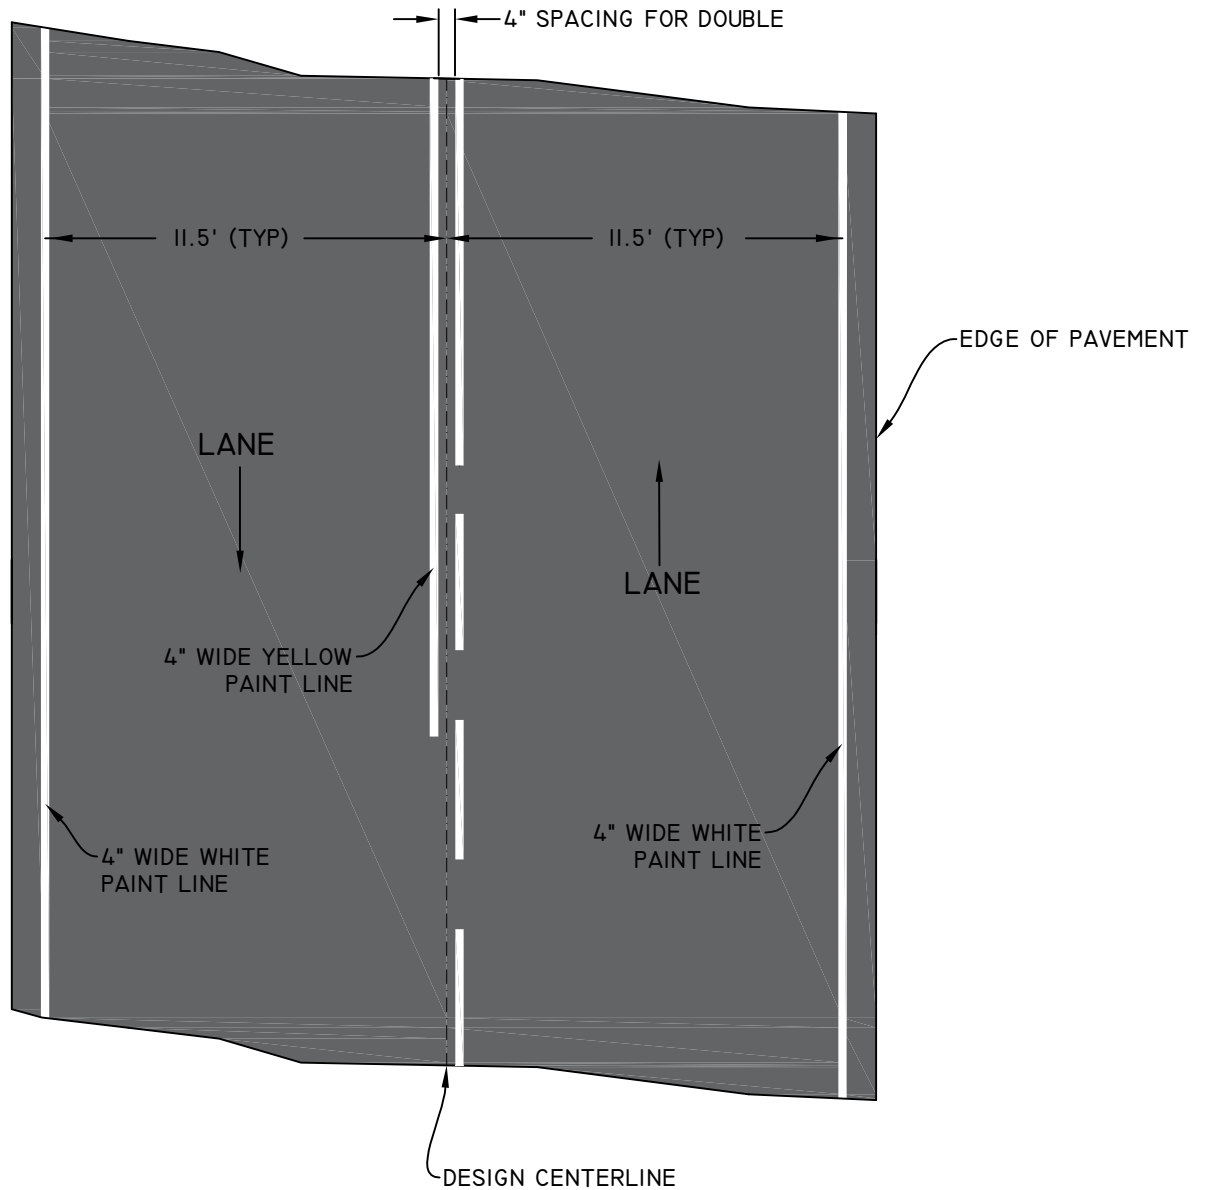 4" SPACING FOR DOUBLE
11.5' (TYP)
11.5' (TYP)
EDGE OF PAVEMENT
LANE
LANE
4" WIDE YELLOW
PAINT LINE
4" WIDE WHITE
PAINT LINE
4" WIDE WHITE
PAINT LINE
DESIGN CENTERLINE